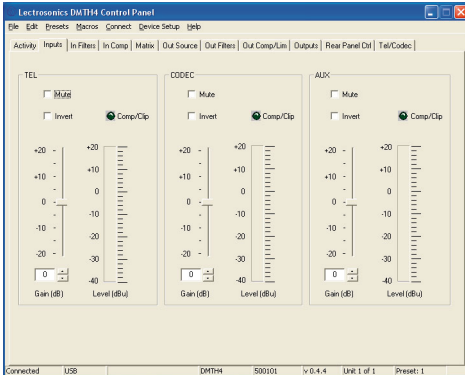 Lectrosonics DMTH4 Control Panel
File Edit Presets Macros Connect Device Setup Help
Activity Inputs In Filters In Comp Matrix Out Source Out Filters Out Comp/Lim Outputs Rear Panel Ctrl Tel/Codec
TEL CODEC AUX
Mute Mute Mute
Invert Comp/Clip Invert Comp/Clip Invert Comp/Clip
+20 +20 +20 +20 +20 +20
+10 +10 +10 +10 +10 +10
0 0 0 0 0 0
-10 -10 -10 -10 -10 -10
-20 -20 -20 -20 -20 -20
-30 -30 -30
0 -40 0 -40 0 -40
Gain (dB) Level (dBu) Gain (dB) Level (dBu) Gain (dB) Level (dBu)
Connected USB DMTH4 500101 v 0.4.4 Unit 1 of 1 Preset: 1